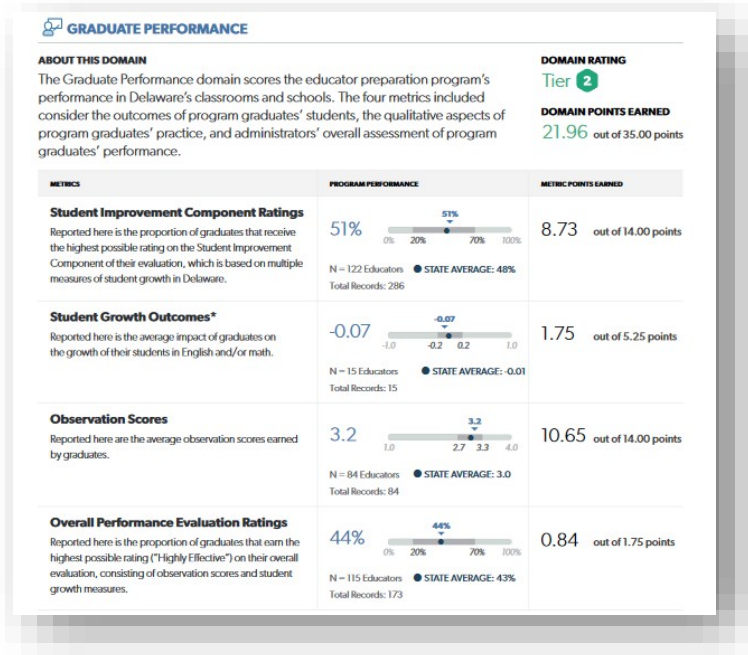 GRADUATE PERFORMANCE
ABOUT THIS DOMAIN
The Graduate Performance domain scores the educator preparation program's
performance in Delaware's classrooms and schools. The four metrics included
consider the outcomes of program graduates' students, the qualitative aspects of
program graduates' practice, and administrators' overall assessment of program
graduates' performance.
DOMAIN RATING
Tier 2
DOMAIN POINTS EARNED
21.96 out of 35.00 points
METRICS
PROGRAM PERFORMANCE
METRIC POINTS EARNED
Student Improvement Component Ratings
Reported here is the proportion of graduates that receive
the highest possible rating on the Student Improvement
Component of their evaluation, which is based on multiple
measures of student growth in Delaware.
51%
51%
0% 20% 70% 100%
N = 122 Educators STATE AVERAGE: 48%
Total Records: 286
8.73 out of 14.00 points
Student Growth Outcomes*
Reported here is the average impact of graduates on
the growth of their students in English and/or math.
-0.07
-0.07
-1.0 -0.2 0.2 1.0
N = 15 Educators STATE AVERAGE: -0.01
Total Records: 15
1.75 out of 5.25 points
Observation Scores
Reported here are the average observation scores earned
by graduates.
3.2
3.2
1.0 2.7 3.3 4.0
N = 84 Educators STATE AVERAGE: 3.0
Total Records: 84
10.65 out of 14.00 points
Overall Performance Evaluation Ratings
Reported here is the proportion of graduates that earn the
highest possible rating ("Highly Effective") on their overall
evaluation, consisting of observation scores and student
growth measures.
44%
44%
0% 20% 70% 100%
N = 115 Educators STATE AVERAGE: 43%
Total Records: 173
0.84 out of 1.75 points